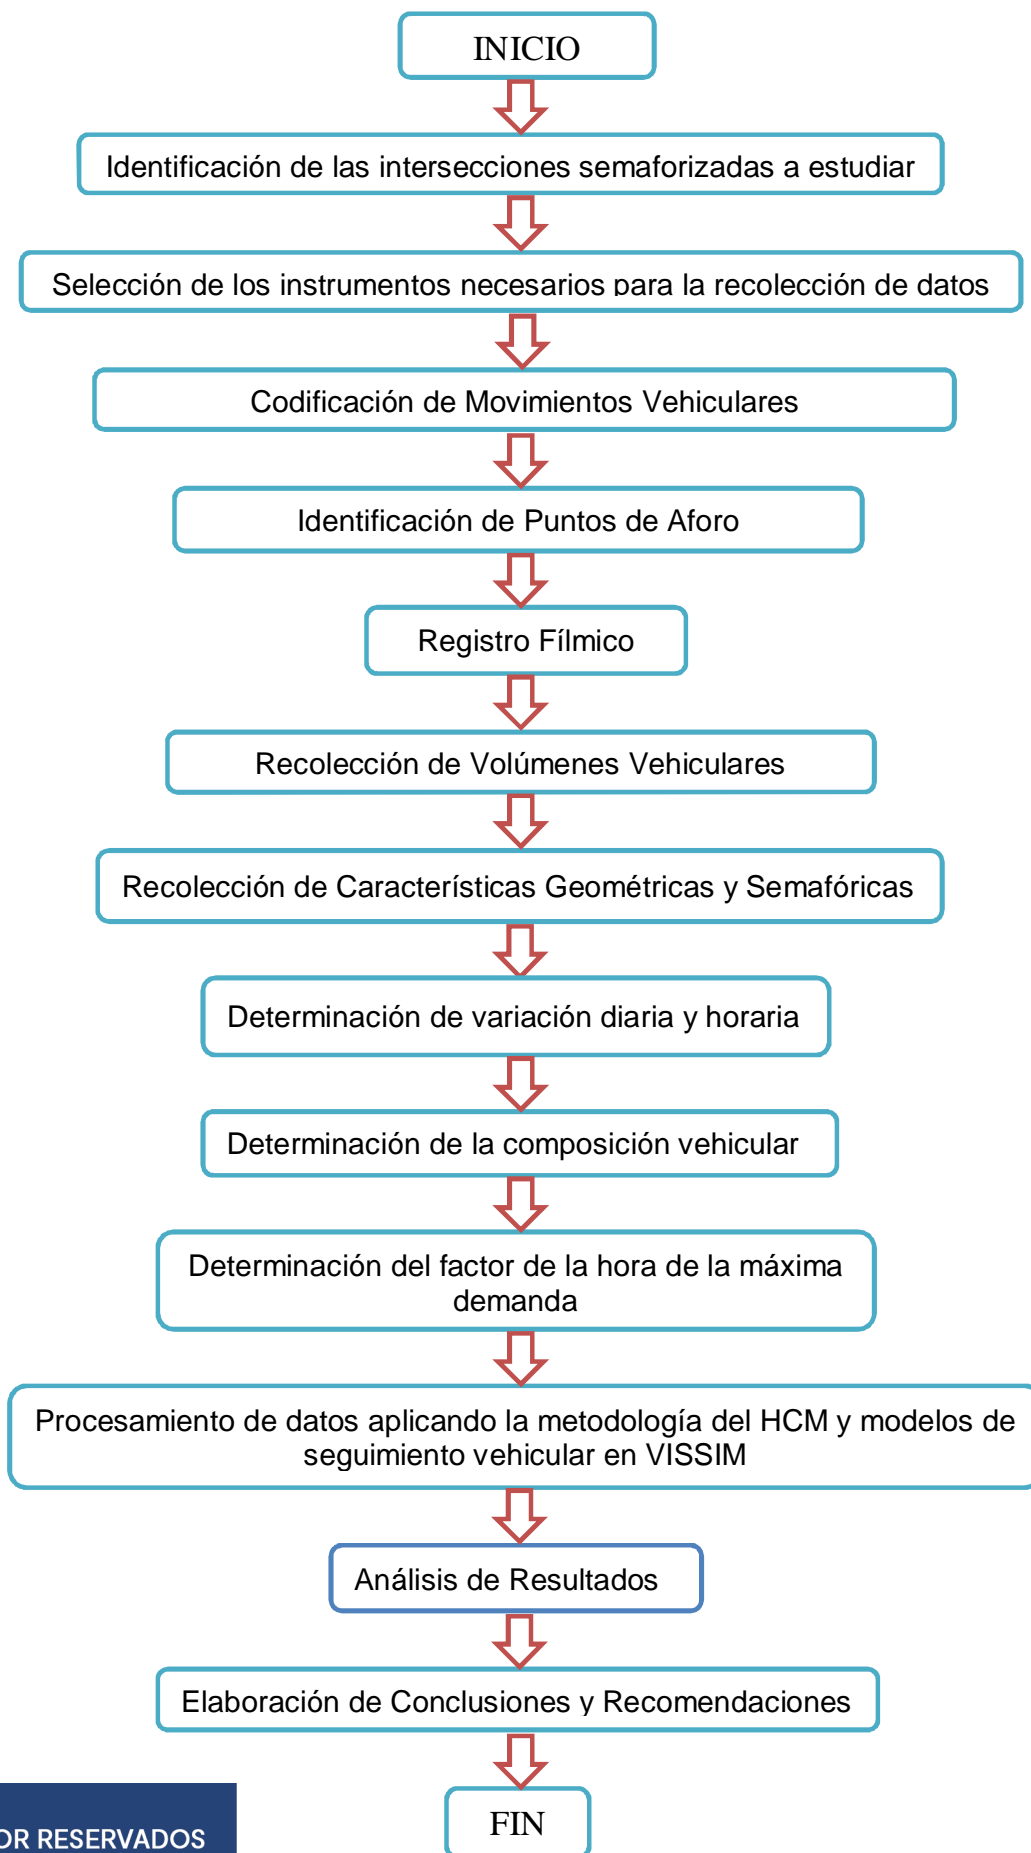 INICIO
Identificación de las intersecciones semaforizadas a estudiar
Selección de los instrumentos necesarios para la recolección de datos
Codificación de Movimientos Vehiculares
Identificación de Puntos de Aforo
Registro Fílmico
Recolección de Volúmenes Vehiculares
Recolección de Características Geométricas y Semafóricas
Determinación de variación diaria y horaria
Determinación de la composición vehicular
Determinación del factor de la hora de la máxima
demanda
Procesamiento de datos aplicando la metodología del HCM y modelos de
seguimiento vehicular en VISSIM
Análisis de Resultados
Elaboración de Conclusiones y Recomendaciones
FIN
OR RESERVADOS